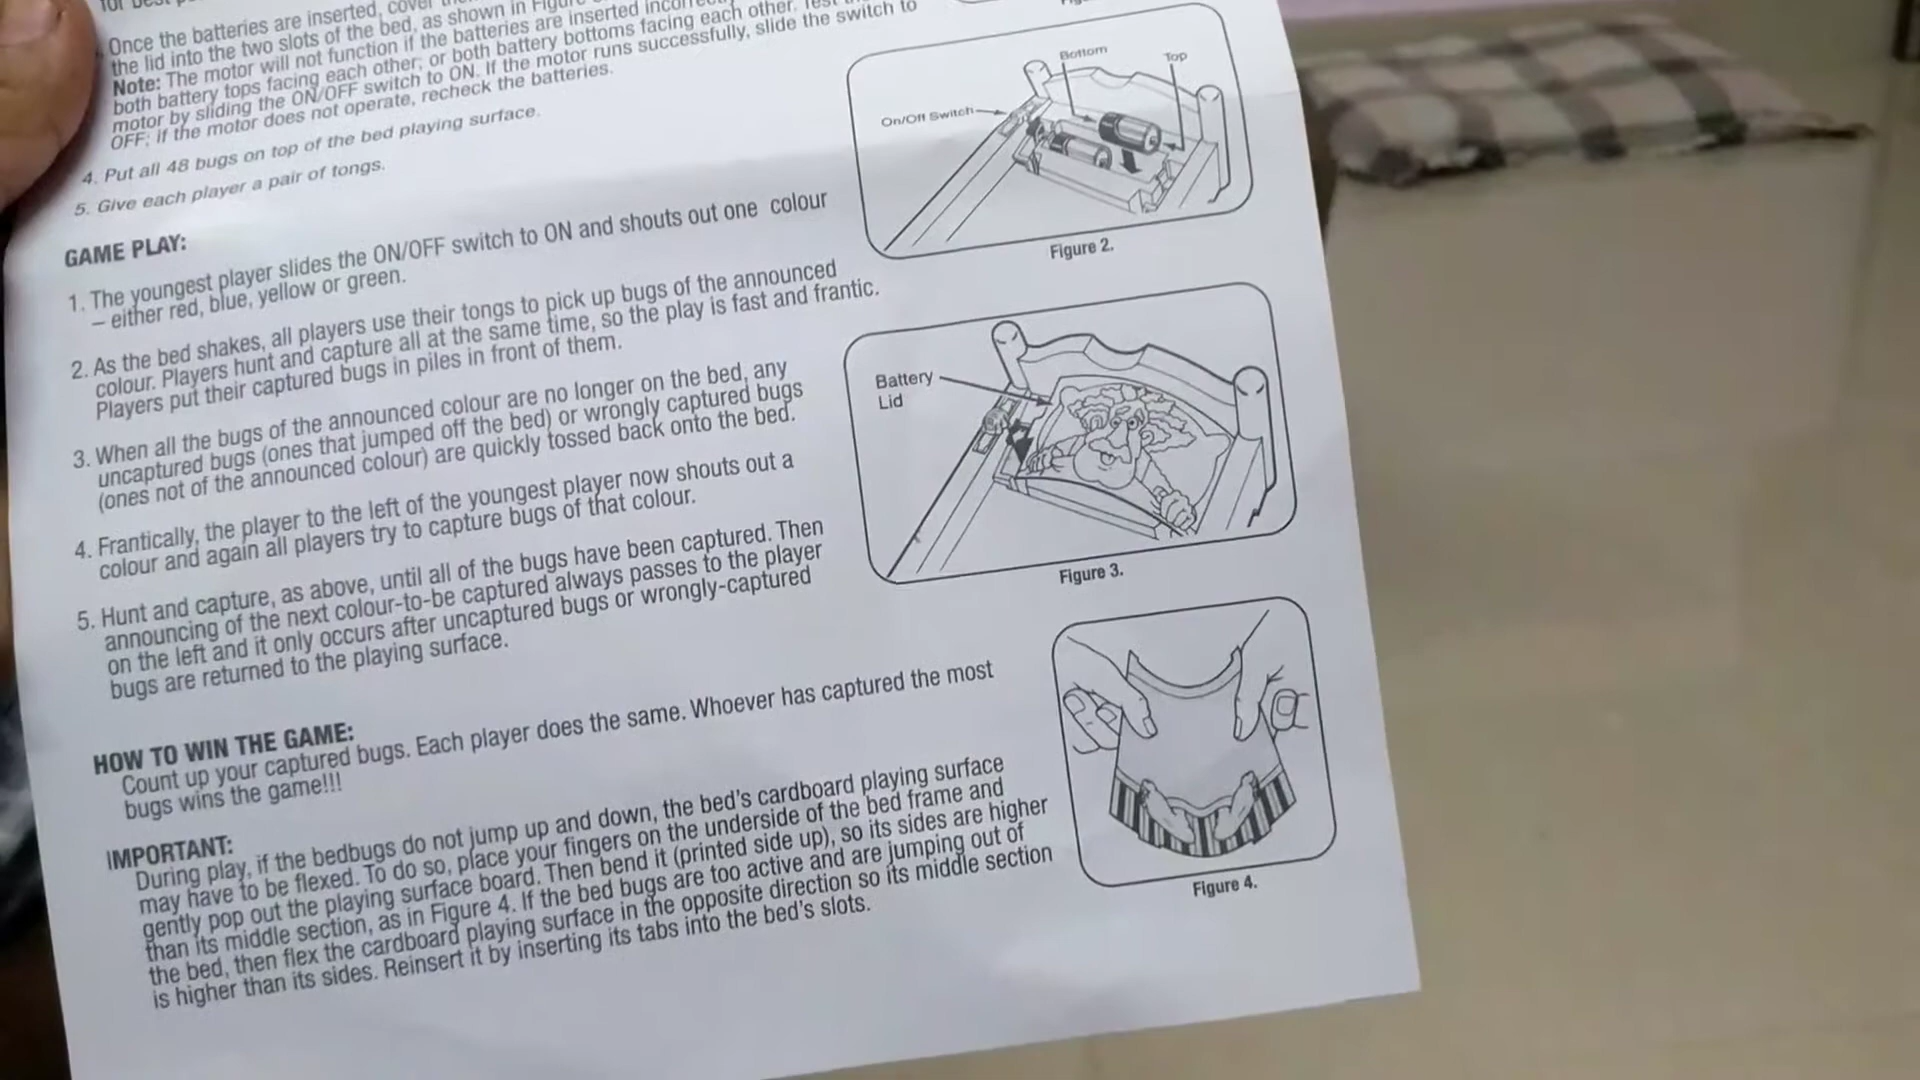 for best
Once the batteries are inserted, cover
the lid into the two slots of the bed, as shown in Figure
Note: The motor will not function if the batteries are inserted
both battery tops facing each other, or both battery bottoms facing each other.
motor by sliding the ON/OFF switch to ON. If the motor runs successfully, slide the switch to
OFF; if the motor does not operate, recheck the batteries.
4. Put all 48 bugs on top of the bed playing surface.
5. Give each player a pair of tongs.
GAME PLAY:
1. The youngest player slides the ON/OFF switch to ON and shouts out one colour
– either red, blue, yellow or green.
2. As the bed shakes, all players use their tongs to pick up bugs of the announced
colour. Players hunt and capture all at the same time, so the play is fast and frantic.
Players put their captured bugs in piles in front of them.
3. When all the bugs of the announced colour are no longer on the bed, any
uncaptured bugs (ones that jumped off the bed) or wrongly captured bugs
(ones not of the announced colour) are quickly tossed back onto the bed.
4. Frantically, the player to the left of the youngest player now shouts out a
colour and again all players try to capture bugs of that colour.
5. Hunt and capture, as above, until all of the bugs have been captured. Then
announcing of the next colour-to-be captured always passes to the player
on the left and it only occurs after uncaptured bugs or wrongly-captured
bugs are returned to the playing surface.
HOW TO WIN THE GAME:
Count up your captured bugs. Each player does the same. Whoever has captured the most
bugs wins the game!!!
IMPORTANT:
During play, if the bedbugs do not jump up and down, the bed's cardboard playing surface
may have to be flexed. To do so, place your fingers on the underside of the bed frame and
gently pop out the playing surface board. Then bend it (printed side up), so its sides are higher
than its middle section, as in Figure 4. If the bed bugs are too active and are jumping out of
the bed, then flex the cardboard playing surface in the opposite direction so its middle section
is higher than its sides. Reinsert it by inserting its tabs into the bed's slots.
Bottom
Top
On/Off Switch
Figure 2.
Battery
Lid
Figure 3.
Figure 4.